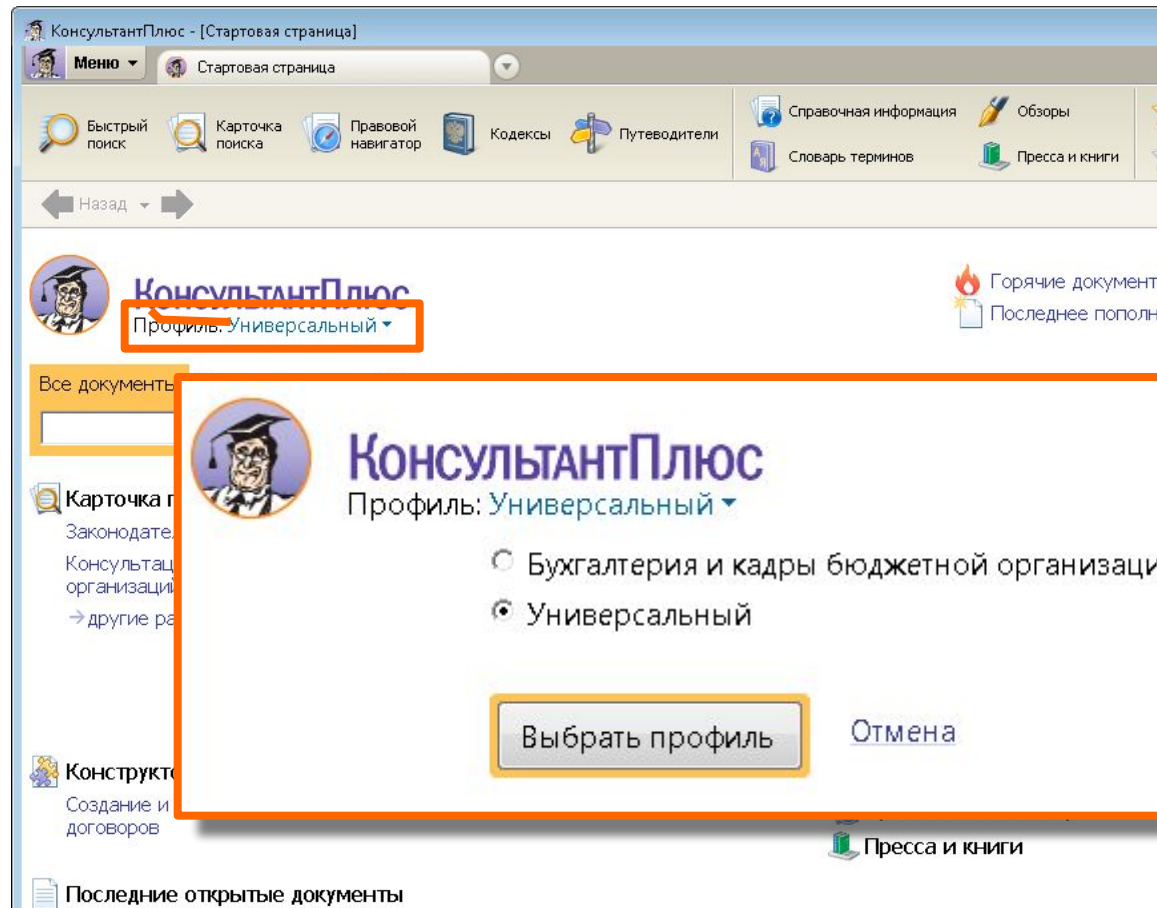 КонсультантПлюс - [Стартовая страница]
Меню
Стартовая страница
Быстрый
поиск
Карточка
поиска
Правовой
навигатор
Кодексы
Путеводители
Справочная информация
Словарь терминов
Обзоры
Пресса и книги
Назад
КонсультантПлюс
Профиль: Универсальный
Горячие документ
Последнее попол
Все документы
КонсультантПлюс
Профиль: Универсальный
Бухгалтерия и кадры бюджетной организаци
Универсальный
Выбрать профиль
Отмена
Карточка п
Законодате
Консультац
организаций
→другие ра
Конструкто
Создание и
договоров
Пресса и книги
Последние открытые документы